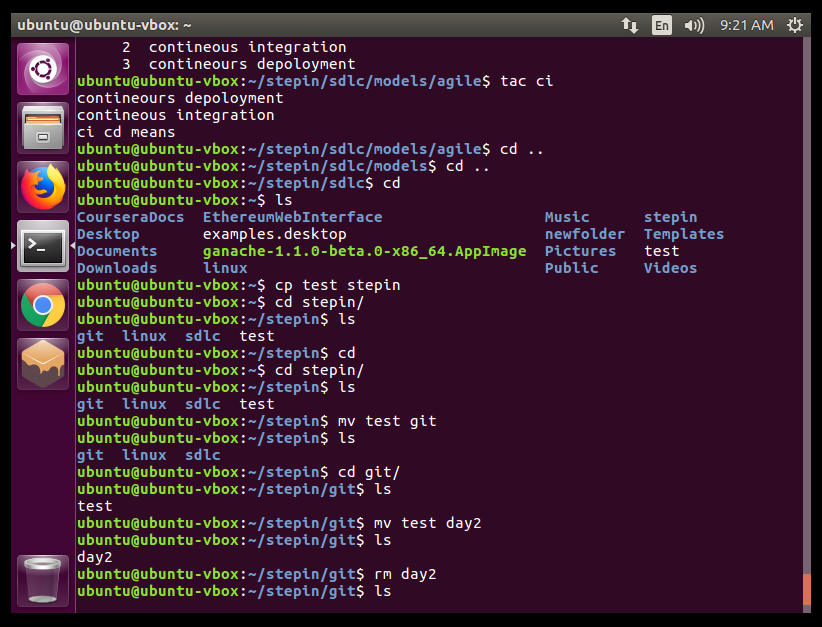 ubuntu@ubuntu-vbox: ~ En 9:21 AM
2 contineous integration
3 contineours depoloyment
ubuntu@ubuntu-vbox:~/stepin/sdlc/models/agile$ tac ci
contineours depoloyment
contineous integration
ci cd means
ubuntu@ubuntu-vbox:~/stepin/sdlc/models/agile$ cd ..
ubuntu@ubuntu-vbox:~/stepin/sdlc/models$ cd ..
ubuntu@ubuntu-vbox:~/stepin/sdlc$ cd
ubuntu@ubuntu-vbox:~$ ls
CourseraDocs EthereumWebInterface Music stepin
Desktop examples.desktop newfolder Templates
Documents ganache-1.1.0-beta.0-x86_64.AppImage Pictures test
Downloads linux Public Videos
ubuntu@ubuntu-vbox:~$ cp test stepin
ubuntu@ubuntu-vbox:~$ cd stepin/
ubuntu@ubuntu-vbox:~/stepin$ ls
git linux sdlc test
ubuntu@ubuntu-vbox:~/stepin$ cd
ubuntu@ubuntu-vbox:~$ cd stepin/
ubuntu@ubuntu-vbox:~/stepin$ ls
git linux sdlc test
ubuntu@ubuntu-vbox:~/stepin$ mv test git
ubuntu@ubuntu-vbox:~/stepin$ ls
git linux sdlc
ubuntu@ubuntu-vbox:~/stepin$ cd git/
ubuntu@ubuntu-vbox:~/stepin/git$ ls
test
ubuntu@ubuntu-vbox:~/stepin/git$ mv test day2
ubuntu@ubuntu-vbox:~/stepin/git$ ls
day2
ubuntu@ubuntu-vbox:~/stepin/git$ rm day2
ubuntu@ubuntu-vbox:~/stepin/git$ ls